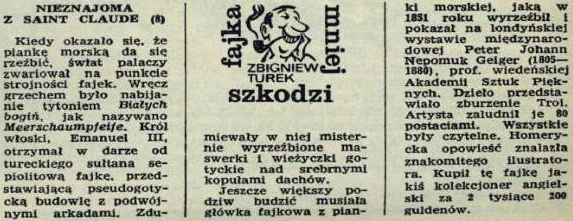 NIEZNAJOMA
Z SAINT CLAUDE (8)
Kiedy okazało się, że
piankę morską da się
rzeźbić, świat palaczy
zwariował na punkcie
strojności fajek. Wręcz
grzechem było nabija-
nie tytoniem Białych
bogiń, jak nazywano
Meerschaumpfeife. Król
włoski, Emanuel III,
otrzymał w darze od
tureckiego sułtana se-
piolitową fajkę, przed-
stawiającą pseudogoty-
cką budowlę z podwój-
nymi arkadami. Zdu-
fajka
mniej
ZBIGNIEW
TUREK
szkodzi
miewały w niej mister-
nie wyrzeźbione ma-
swerki i wieżyczki go-
tyckie nad srebrnymi
kopułami dachów.
Jeszcze większy po-
dziw budzić musiała
główka fajkowa z pian-
ki morskiej, jaką w
1851 roku wyrzeźbił i
pokazał na londyńskiej
wystawie międzynaro-
dowej Peter Johann
Nepomuk Geiger (1805—
1880), prof. wiedeńskiej
Akademii Sztuk Pięk-
nych. Dzieło przedsta-
wiało zburzenie Troi.
Artysta zaludnił je 80
postaciami. Wszystkie
były czytelne. Homery-
cka opowieść znalazła
znakomitego ilustrato-
ra. Kupił tę fajkę ja-
kiś kolekcjoner angiel-
ski za 2 tysiące 200
guldenów.